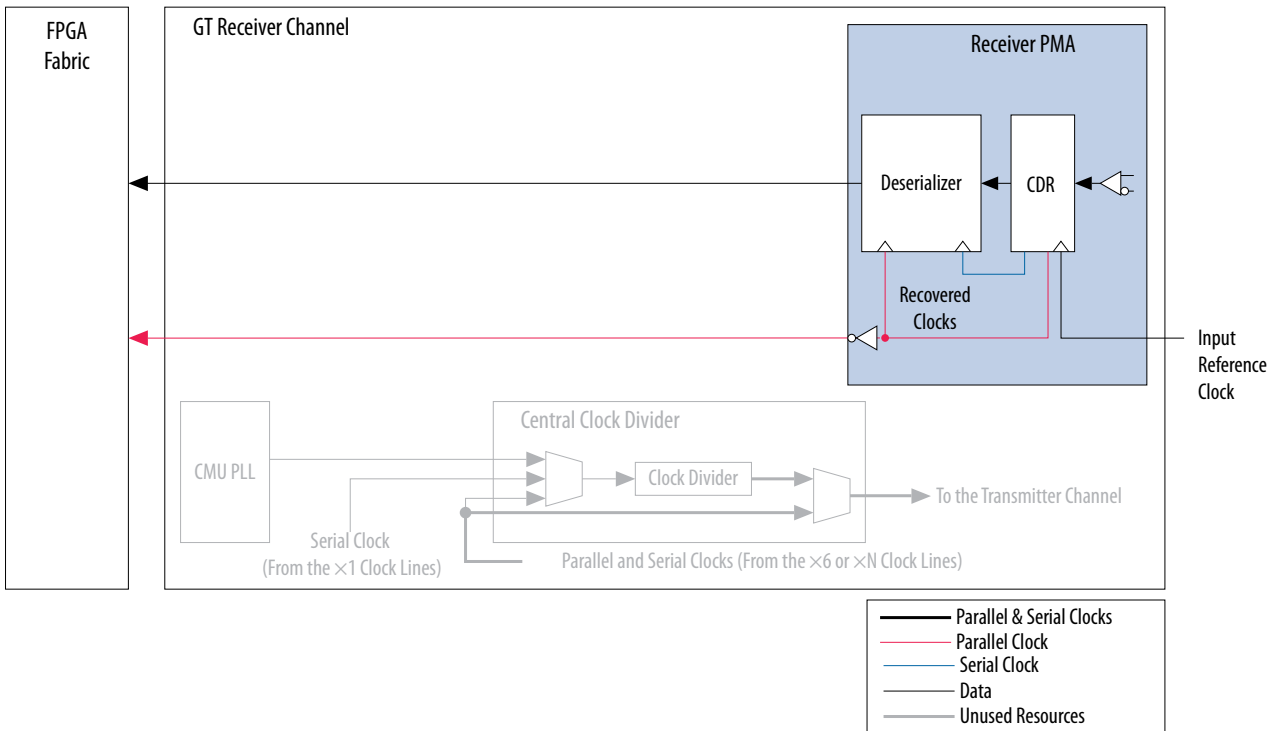 FPGA
Fabric
GT Receiver Channel
Receiver PMA
Deserializer
CDR
Recovered
Clocks
Input
Reference
Clock
CMU PLL
Central Clock Divider
Clock Divider
To the Transmitter Channel
Serial Clock
(From the ×1 Clock Lines)
Parallel and Serial Clocks (From the ×6 or ×N Clock Lines)
Parallel & Serial Clocks
Parallel Clock
Serial Clock
Data
Unused Resources